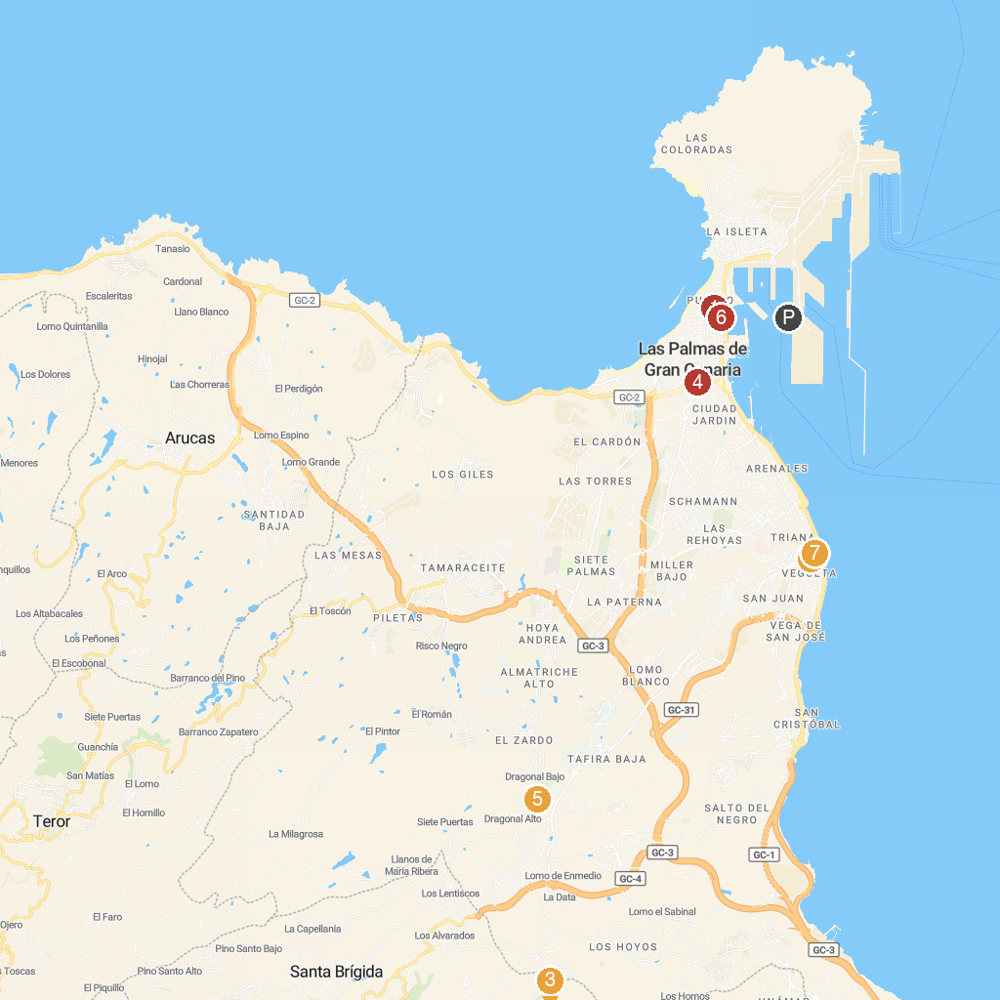 LAS
COLORADAS
LA ISLETA
Tanasio
Cardonal
Escaleritas
GC-2
Llano Blanco
Lomo Quintanilla
6
P
Las Palmas de
Gran Canaria
Hinojal
Los Dolores
Las Chorreras
El Perdigón
4
GC-2
CIUDAD
JARDIN
Arucas
Lomo Espino
EL CARDÓN
Menores
Lomo Grande
LOS GILES
LAS TORRES
ARENALES
SANTIDAD
BAJA
SCHAMANN
LAS
REHOYAS
TRIANA
7
VEGUETA
LAS MESAS
TAMARACEITE
SIETE
PALMAS
MILLER
BAJO
nquillos
El Arco
SAN JUAN
LA PATERNA
Los Altabacales
El Toscón
PILETAS
VEGA DE
SAN JOSÉ
HOYA
ANDREA
Los Peñones
Risco Negro
GC-3
El Escobonal
Barranco del Pino
ALMATRICHE
ALTO
LOMO
BLANCO
Siete Puertas
El Román
GC-31
SAN
CRISTÓBAL
Barranco Zapatero
El Pintor
Guanchía
EL ZARDO
TAFIRA BAJA
San Matías
El Lomo
Dragonal Bajo
5
El Hornillo
Teror
Siete Puertas
Dragonal Alto
SALTO DEL
NEGRO
La Milagrosa
Llanos de
María Ribera
GC-3
GC-1
Lomo de Enmedio
GC-4
Los Lentiscos
La Data
El Faro
Lomo el Sabinal
Ojero
La Capellanía
Los Alvarados
Pino Santo Bajo
LOS HOYOS
GC-3
s Toscas
Pino Santo Alto
Santa Brígida
3
El Piquillo
Los Hornos